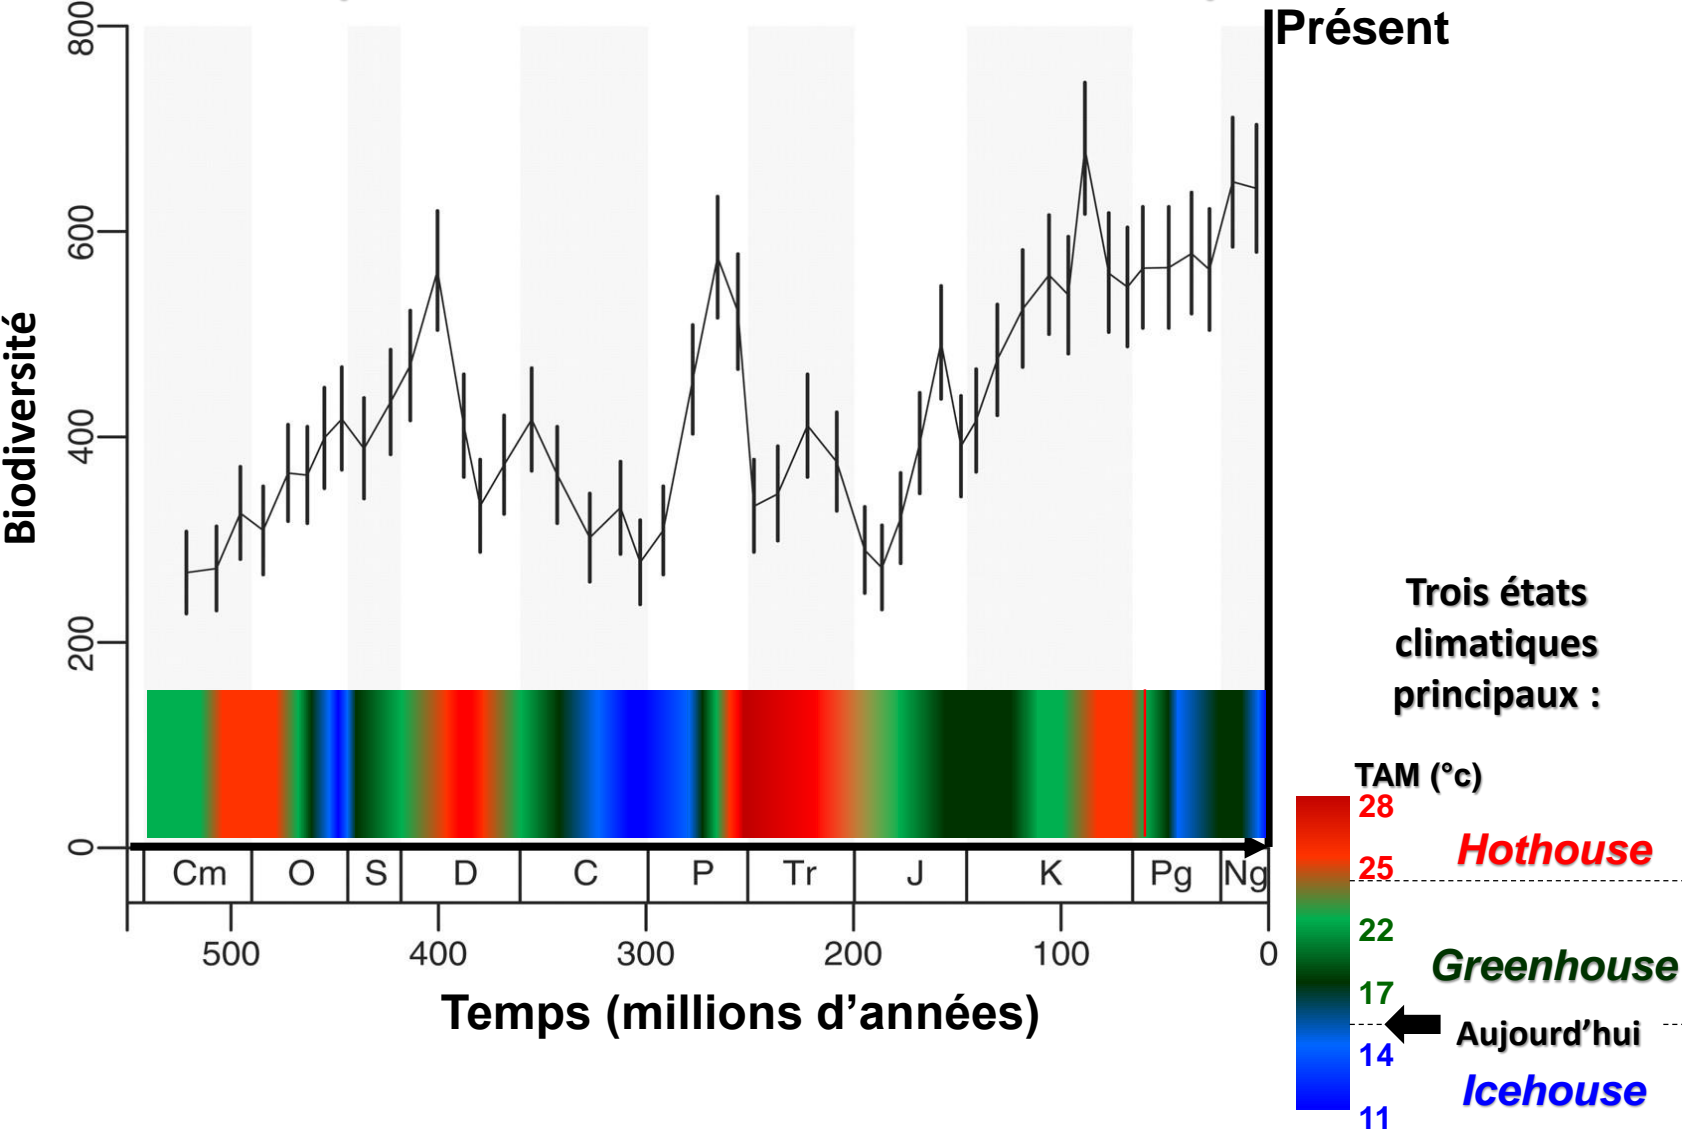 Présent
800
600
400
200
0
Biodiversité
Cm O S D C P Tr J K Pg Ng
500 400 300 200 100 0
Temps (millions d’années)
Trois états
climatiques
principaux :
TAM (°c)
28
Hothouse
25
22
Greenhouse
17
Aujourd’hui
14
Icehouse
11